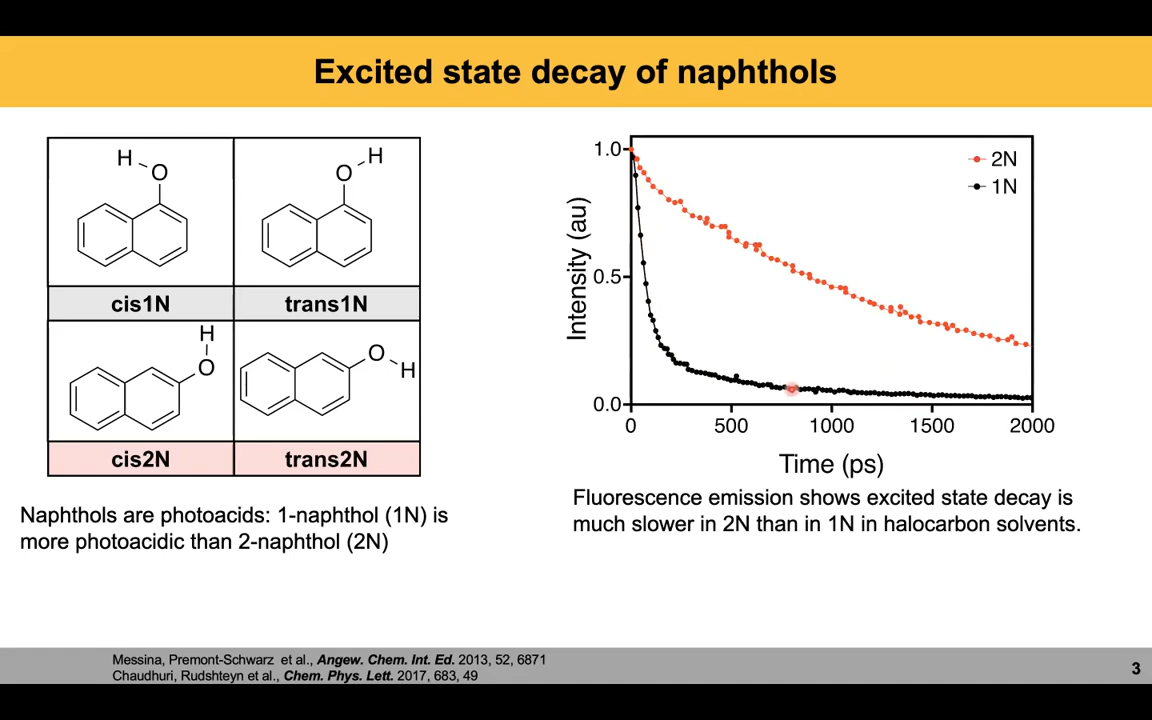 Excited state decay of naphthols
H
O
H
O
cis1N
trans1N
H
O
O
H
cis2N
trans2N
Naphthols are photoacids: 1-naphthol (1N) is
more photoacidic than 2-naphthol (2N)
2N
1N
Intensity (au)
1.0
0.5
0.0
0
500
1000
1500
2000
Time (ps)
Fluorescence emission shows excited state decay is
much slower in 2N than in 1N in halocarbon solvents.
Messina, Premont-Schwarz et al., Angew. Chem. Int. Ed. 2013, 52, 6871
Chaudhuri, Rudshteyn et al., Chem. Phys. Lett. 2017, 683, 49
3